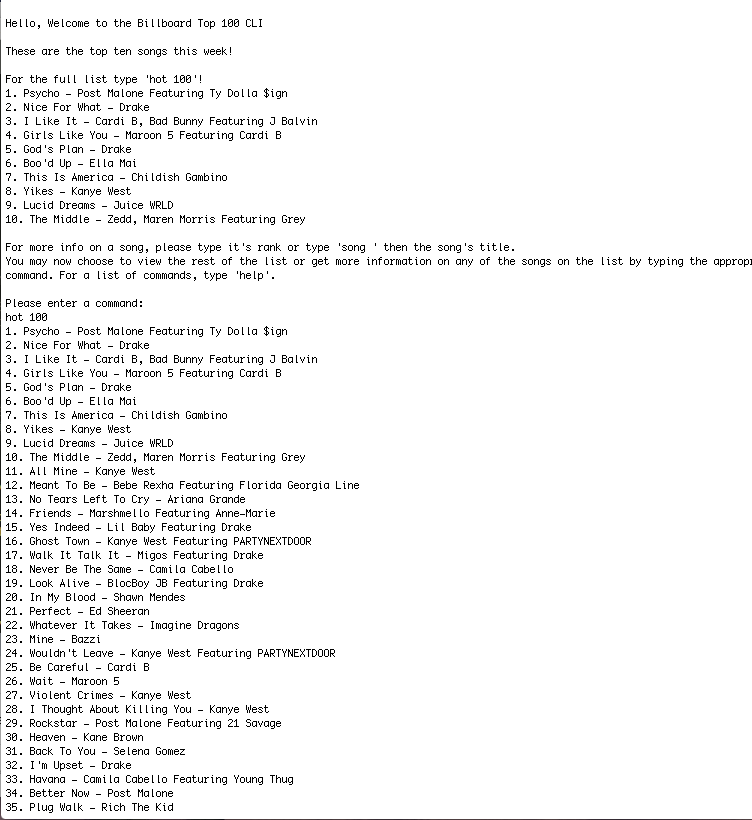 Hello, Welcome to the Billboard Top 100 CLI
These are the top ten songs this week!
For the full list type 'hot 100'!
1. Psycho – Post Malone Featuring Ty Dolla $ign
2. Nice For What – Drake
3. I Like It – Cardi B, Bad Bunny Featuring J Balvin
4. Girls Like You – Maroon 5 Featuring Cardi B
5. God's Plan – Drake
6. Boo'd Up – Ella Mai
7. This Is America – Childish Gambino
8. Yikes – Kanye West
9. Lucid Dreams – Juice WRLD
10. The Middle – Zedd, Maren Morris Featuring Grey
For more info on a song, please type it's rank or type 'song ' then the song's title.
You may now choose to view the rest of the list or get more information on any of the songs on the list by typing the appropr
command. For a list of commands, type 'help'.
Please enter a command:
hot 100
1. Psycho – Post Malone Featuring Ty Dolla $ign
2. Nice For What – Drake
3. I Like It – Cardi B, Bad Bunny Featuring J Balvin
4. Girls Like You – Maroon 5 Featuring Cardi B
5. God's Plan – Drake
6. Boo'd Up – Ella Mai
7. This Is America – Childish Gambino
8. Yikes – Kanye West
9. Lucid Dreams – Juice WRLD
10. The Middle – Zedd, Maren Morris Featuring Grey
11. All Mine – Kanye West
12. Meant To Be – Bebe Rexha Featuring Florida Georgia Line
13. No Tears Left To Cry – Ariana Grande
14. Friends – Marshmello Featuring Anne–Marie
15. Yes Indeed – Lil Baby Featuring Drake
16. Ghost Town – Kanye West Featuring PARTYNEXTDOOR
17. Walk It Talk It – Migos Featuring Drake
18. Never Be The Same – Camila Cabello
19. Look Alive – BlocBoy JB Featuring Drake
20. In My Blood – Shawn Mendes
21. Perfect – Ed Sheeran
22. Whatever It Takes – Imagine Dragons
23. Mine – Bazzi
24. Wouldn't Leave – Kanye West Featuring PARTYNEXTDOOR
25. Be Careful – Cardi B
26. Wait – Maroon 5
27. Violent Crimes – Kanye West
28. I Thought About Killing You – Kanye West
29. Rockstar – Post Malone Featuring 21 Savage
30. Heaven – Kane Brown
31. Back To You – Selena Gomez
32. I'm Upset – Drake
33. Havana – Camila Cabello Featuring Young Thug
34. Better Now – Post Malone
35. Plug Walk – Rich The Kid